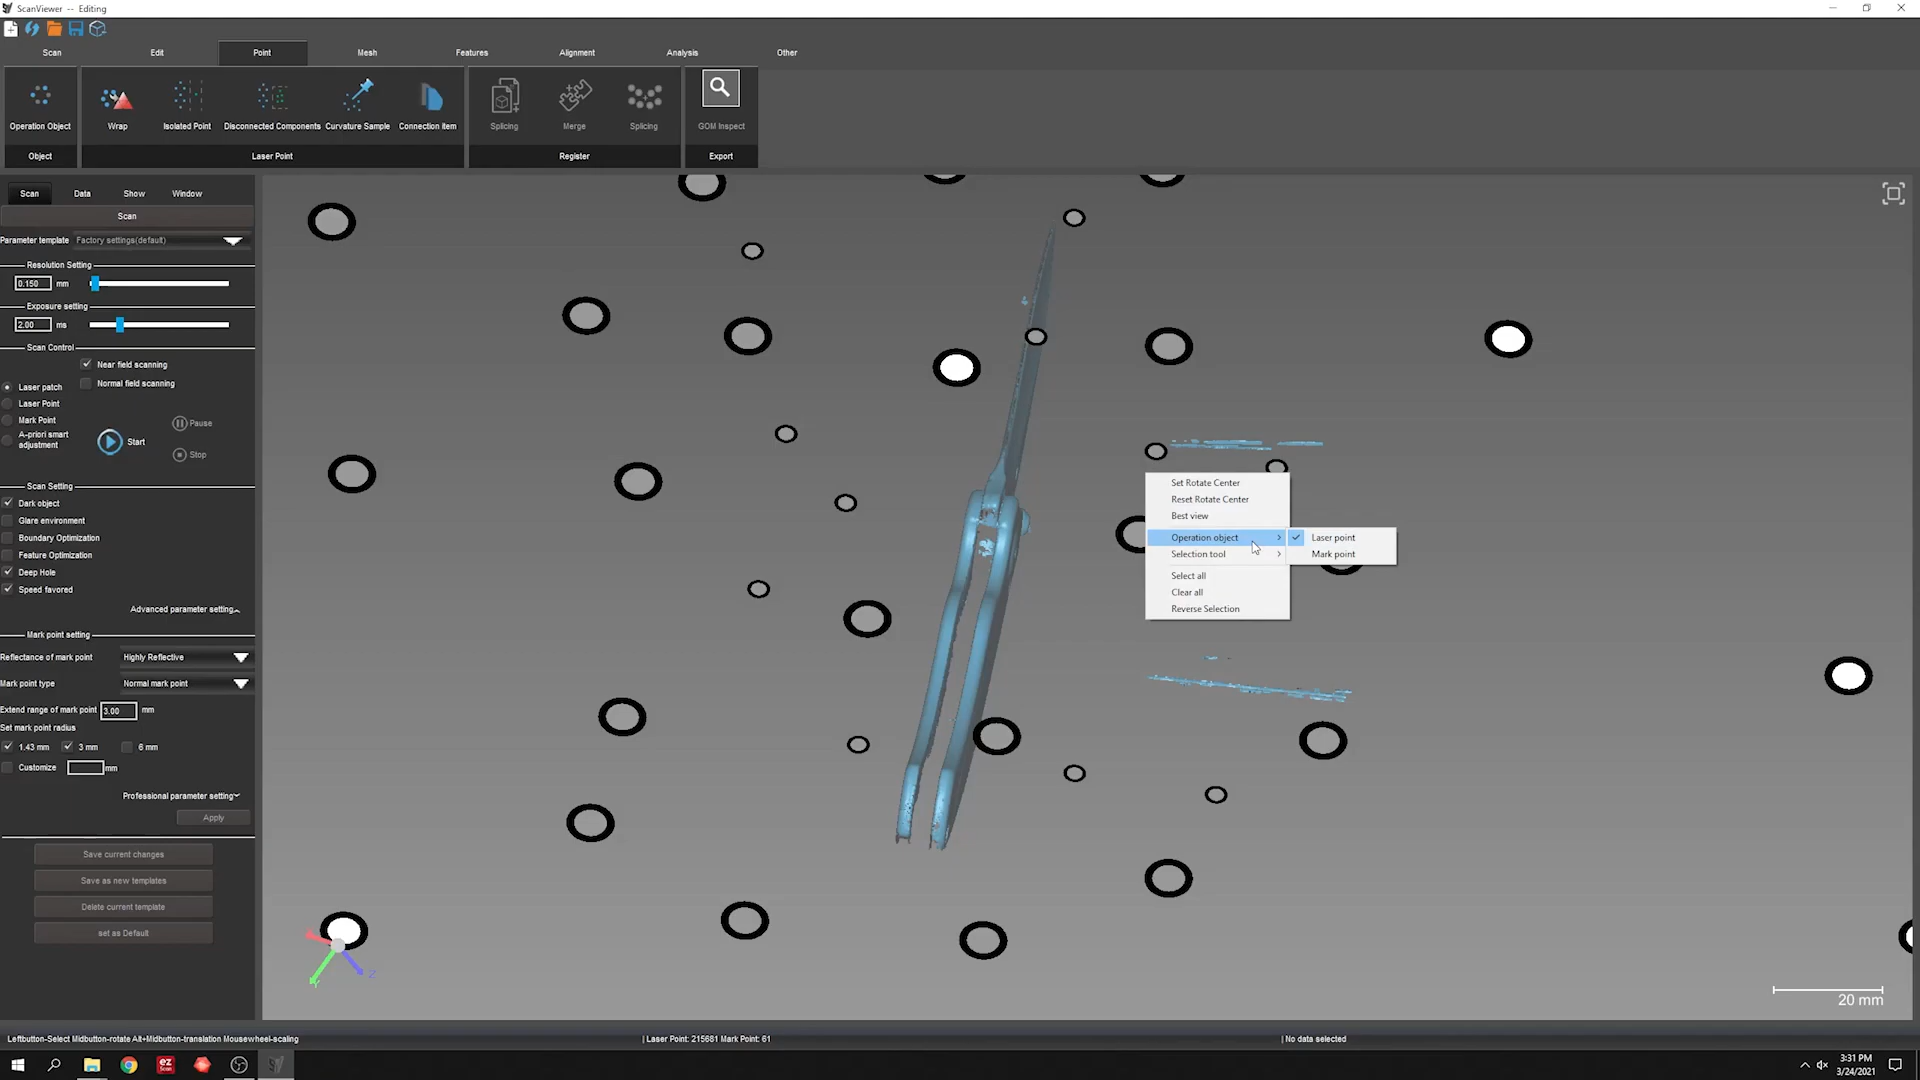 ScanViewer -- Editing
Scan Edit Point Mesh Features Alignment Analysis Other
Operation Object Wrap Isolated Point Disconnected Components Curvature Sample Connection Item Splicing Merge Splicing GOM Inspect
Object Laser Point Register Export
Scan Data Show Window
Scan
Parameter template Factory settings(default)
Resolution Setting
0.150 mm
Exposure setting
2.00 ms
Scan Control
Near field scanning
Normal field scanning
Laser patch
Laser Point
Mark Point
A-priori smart
adjustment
Start
Pause
Stop
Scan Setting
Dark object
Glare environment
Boundary Optimization
Feature Optimization
Deep Hole
Speed favored
Advanced parameter setting
Mark point setting
Reflectance of mark point Highly Reflective
Mark point type Normal mark point
Extend range of mark point 3.00 mm
Set mark point radius
1.43 mm 3 mm 6 mm
Customize mm
Professional parameter setting
Apply
Save current changes
Save as new templates
Delete current template
set as Default
Set Rotate Center
Reset Rotate Center
Best view
Operation object
Selection tool
Select all
Clear all
Reverse Selection
Laser point
Mark point
Y
Z
20 mm
Leftbutton-Select Midbutton-rotate Alt+Midbutton-translation Mousewheel-scaling | Laser Point: 215681 Mark Point: 61 | No data selected
ez
Scan
3:31 PM
3/24/2021